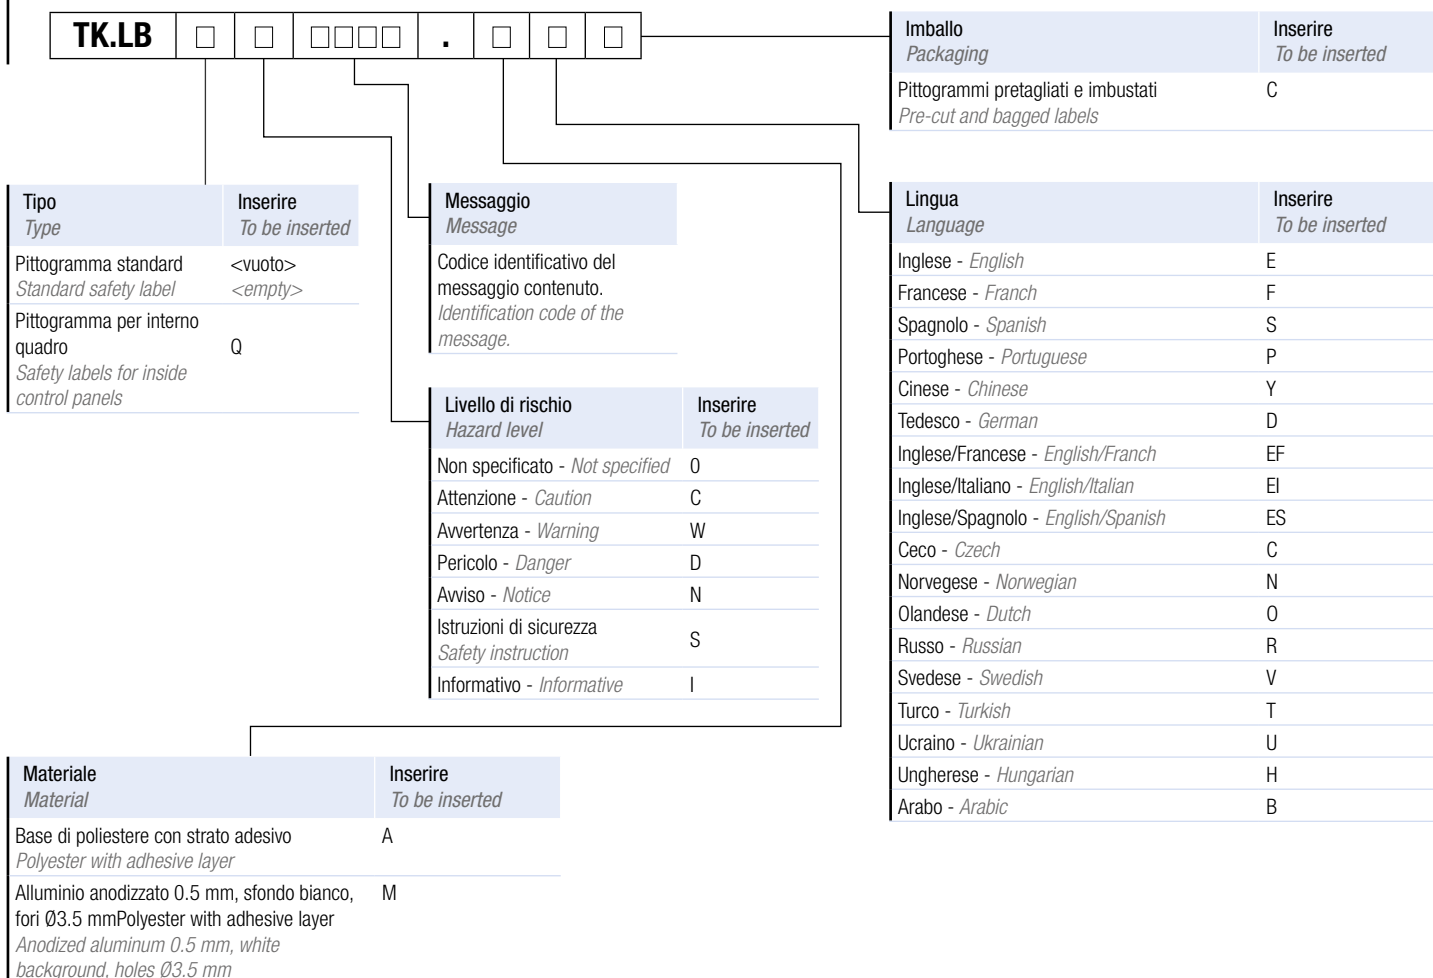 TK.LB □ □ □□□□ . □ □ □
Imballo Inserire
Packaging To be inserted
Pittogrammi pretagliati e imbustati C
Pre-cut and bagged labels
Tipo Inserire
Type To be inserted
Pittogramma standard <vuoto>
Standard safety label <empty>
Pittogramma per interno
quadro Q
Safety labels for inside
control panels
Messaggio
Message
Codice identificativo del
messaggio contenuto.
Identification code of the
message.
Livello di rischio Inserire
Hazard level To be inserted
Non specificato - Not specified 0
Attenzione - Caution C
Avvertenza - Warning W
Pericolo - Danger D
Avviso - Notice N
Istruzioni di sicurezza S
Safety instruction
Informativo - Informative I
Lingua Inserire
Language To be inserted
Inglese - English E
Francese - Franch F
Spagnolo - Spanish S
Portoghese - Portuguese P
Cinese - Chinese Y
Tedesco - German D
Inglese/Francese - English/Franch EF
Inglese/Italiano - English/Italian EI
Inglese/Spagnolo - English/Spanish ES
Ceco - Czech C
Norvegese - Norwegian N
Olandese - Dutch O
Russo - Russian R
Svedese - Swedish V
Turco - Turkish T
Ucraino - Ukrainian U
Ungherese - Hungarian H
Arabo - Arabic B
Materiale Inserire
Material To be inserted
Base di poliestere con strato adesivo A
Polyester with adhesive layer
Alluminio anodizzato 0.5 mm, sfondo bianco, M
fori Ø3.5 mmPolyester with adhesive layer
Anodized aluminum 0.5 mm, white
background, holes Ø3.5 mm